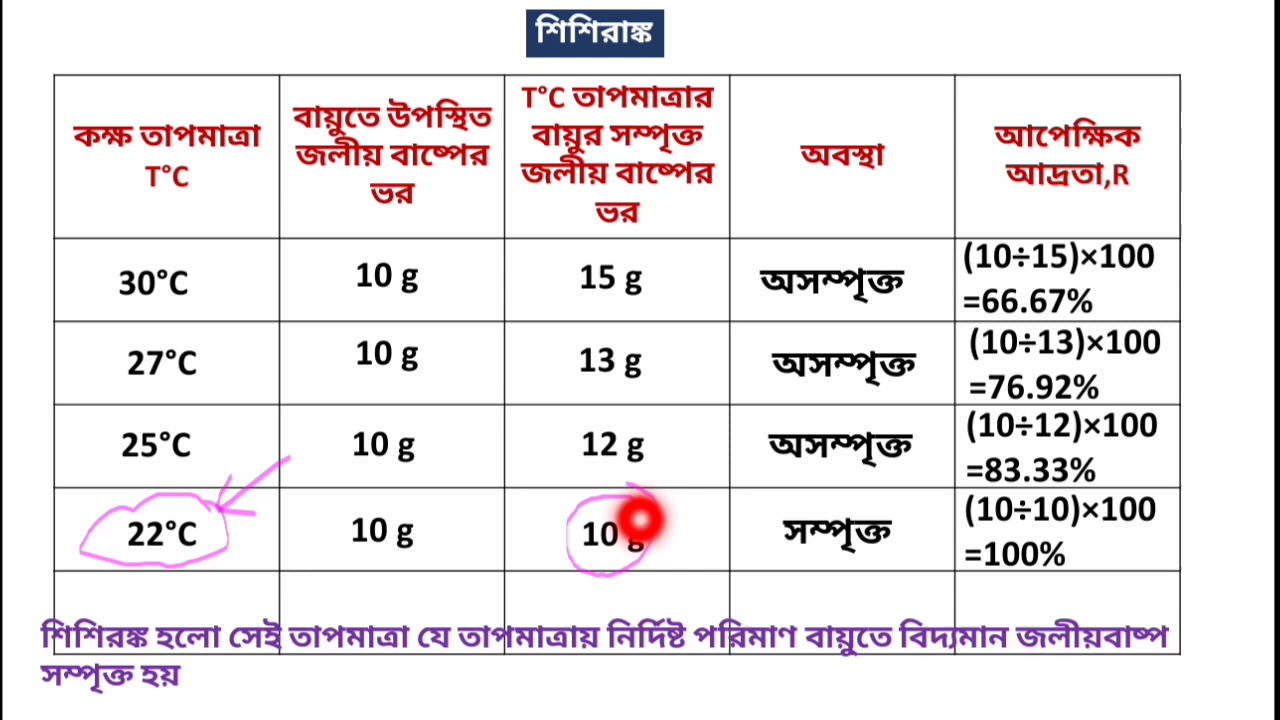 শিশিরাঙ্ক
কক্ষ তাপমাত্রা
T°C
বায়ুতে উপস্থিত
জলীয় বাষ্পের
ভর
T°C তাপমাত্রার
বায়ুর সম্পৃক্ত
জলীয় বাষ্পের
ভর
অবস্থা
আপেক্ষিক
আদ্রতা,R
30°C 10 g 15 g অসম্পৃক্ত (10÷15)×100
=66.67%
27°C 10 g 13 g অসম্পৃক্ত (10÷13)×100
=76.92%
25°C 10 g 12 g অসম্পৃক্ত (10÷12)×100
=83.33%
22°C 10 g 10 g সম্পৃক্ত (10÷10)×100
=100%
শিশিরঙ্ক হলো সেই তাপমাত্রা যে তাপমাত্রায় নির্দিষ্ট পরিমাণ বায়ুতে বিদ্যমান জলীয়বাষ্প
সম্পৃক্ত হয়